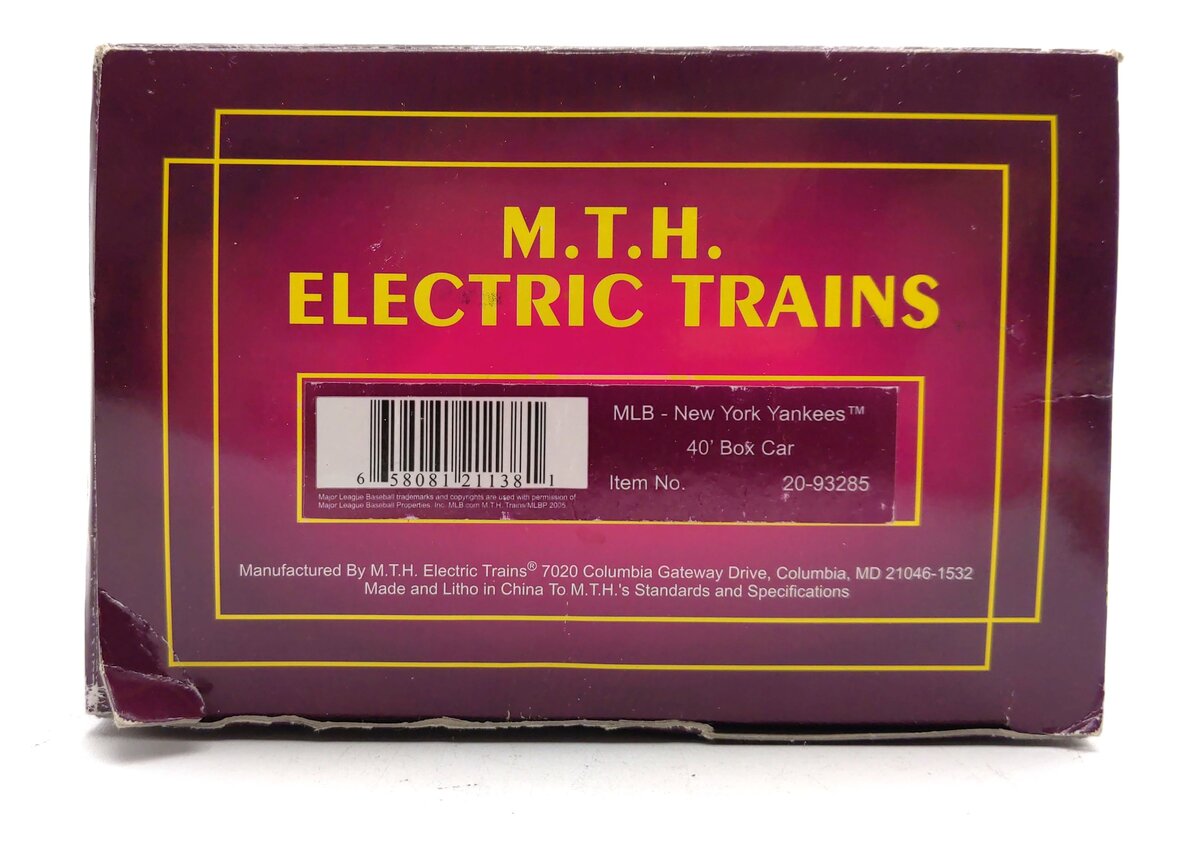 M.T.H.
ELECTRIC TRAINS
MLB - New York Yankees™
40' Box Car
Item No. 20-93285
6 58081 21138 1
Major League Baseball trademarks and copyrights are used with permission of
Major League Baseball Properties, Inc. MLB.com M.T.H. Trains/MLBP 2005
Manufactured By M.T.H. Electric Trains® 7020 Columbia Gateway Drive, Columbia, MD 21046-1532
Made and Litho in China To M.T.H.'s Standards and Specifications